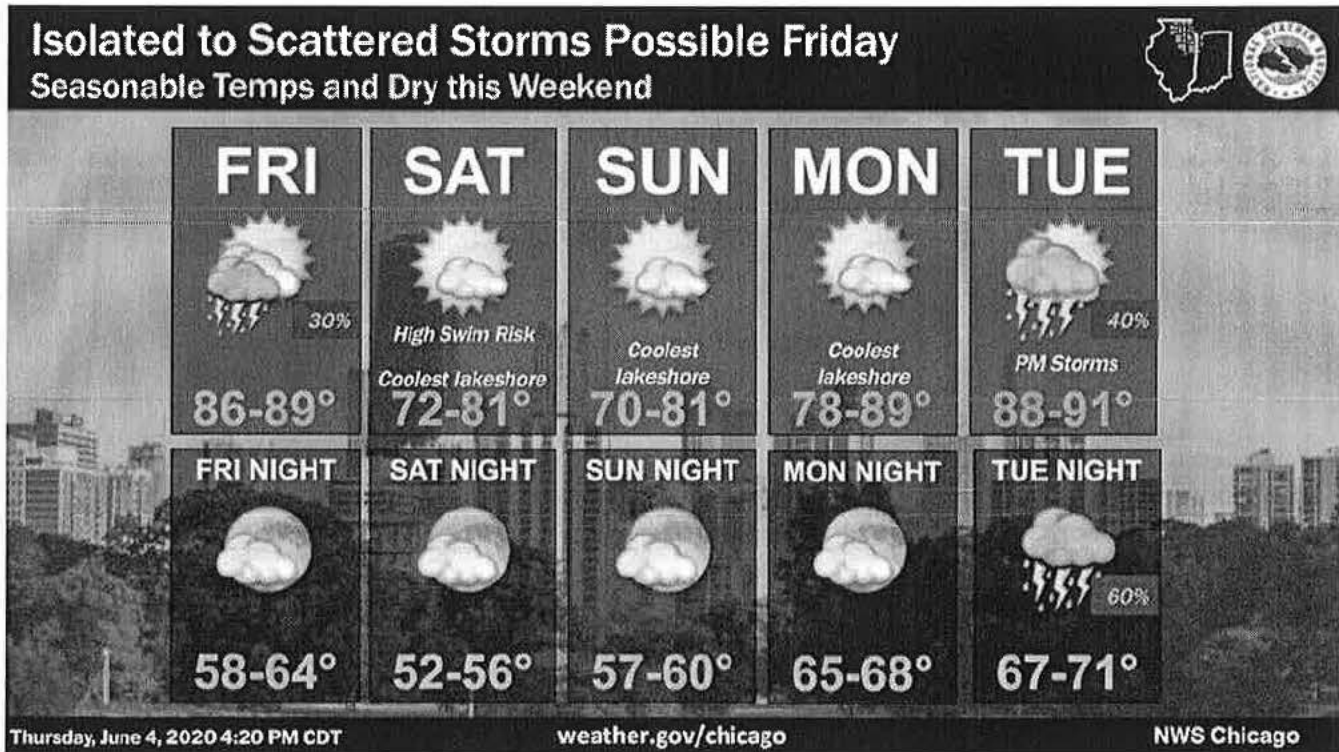 Isolated to Scattered Storms Possible Friday
Seasonable Temps and Dry this Weekend
FRI
30%
86-89°
SAT
High Swim Risk
Coolest lakeshore
72-81°
SUN
Coolest
lakeshore
70-81°
MON
Coolest
lakeshore
78-89°
TUE
40%
PM Storms
88-91°
FRI NIGHT
58-64°
SAT NIGHT
52-56°
SUN NIGHT
57-60°
MON NIGHT
65-68°
TUE NIGHT
60%
67-71°
Thursday, June 4, 2020 4:20 PM CDT
weather.gov/chicago
NWS Chicago